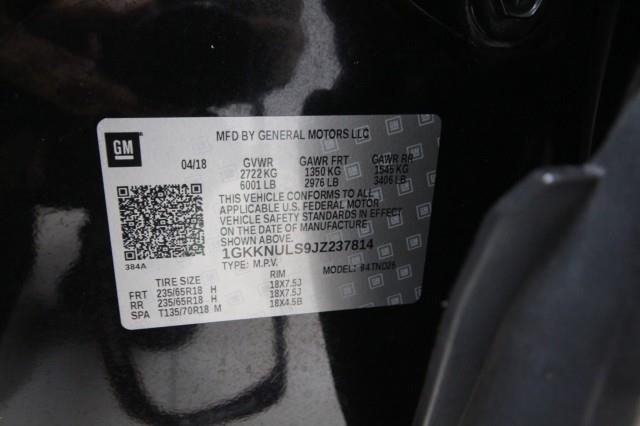 GM
MFD BY GENERAL MOTORS LLC
04/18 GVWR GAWR FRT GAWR RR
2722 KG 1350 KG 1545 KG
6001 LB 2976 LB 3406 LB
THIS VEHICLE CONFORMS TO ALL
APPLICABLE U.S. FEDERAL MOTOR
VEHICLE SAFETY STANDARDS IN EFFECT
ON THE DATE OF MANUFACTURE
SHOWN ABOVE.
1GKKNULS9JZ237814
384A TYPE: M.P.V. MODEL: 84TND26
TIRE SIZE RIM
FRT 235/65R18 H 18X7.5J
RR 235/65R18 H 18X7.5J
SPA T135/70R18 M 18X4.5B